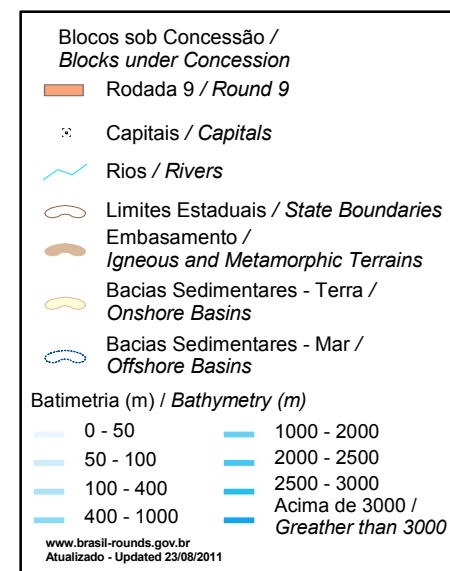 Blocos sob Concessão /
Blocks under Concession
Rodada 9 / Round 9
Capitais / Capitals
Rios / Rivers
Limites Estaduais / State Boundaries
Embasamento /
Igneous and Metamorphic Terrains
Bacias Sedimentares - Terra /
Onshore Basins
Bacias Sedimentares - Mar /
Offshore Basins
Batimetria (m) / Bathymetry (m)
0 - 50
50 - 100
100 - 400
400 - 1000
1000 - 2000
2000 - 2500
2500 - 3000
Acima de 3000 /
Greather than 3000
www.brasil-rounds.gov.br
Atualizado - Updated 23/08/2011